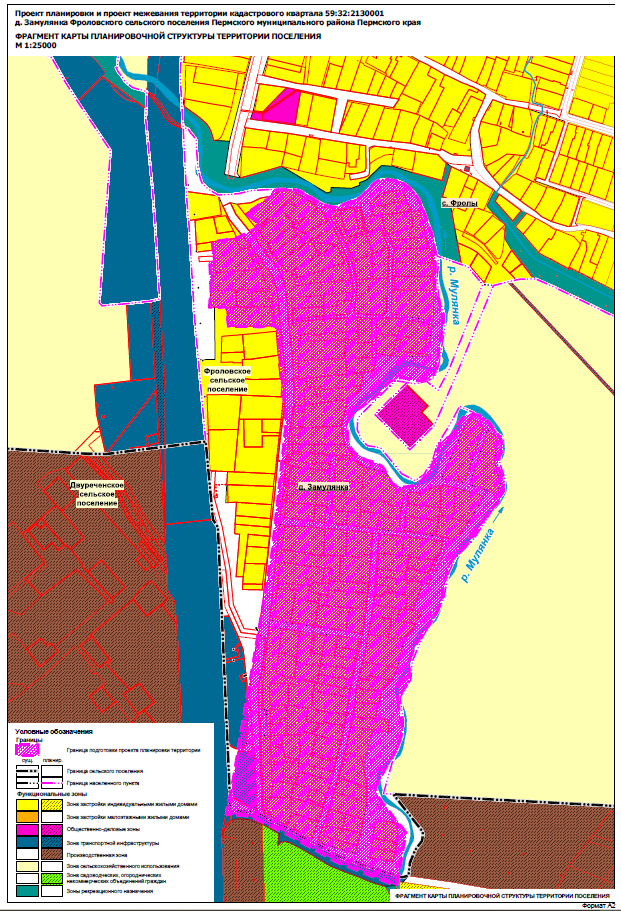 Проект планировки и проект межевания территории кадастрового квартала 59:32:2130001
д. Замулянка Фроловского сельского поселения Пермского муниципального района Пермского края
ФРАГМЕНТ КАРТЫ ПЛАНИРОВОЧНОЙ СТРУКТУРЫ ТЕРРИТОРИИ ПОСЕЛЕНИЯ
М 1:25000
с. Фролы
р. Мулянка
Фроловское
сельское
поселение
Двуреченское
сельское
поселение
д. Замулянка
р. Мулянка
Условные обозначения
Границы
Граница подготовки проекта планировки территории
сущ. планир.
Граница сельского поселения
Граница населенного пункта
Функциональные зоны
Зона застройки индивидуальными жилыми домами
Зона застройки малоэтажными жилыми домами
Общественно-деловые зоны
Зона транспортной инфраструктуры
Производственная зона
Зона сельскохозяйственного использования
Зона садоводческих, огороднических
некоммерческих объединений граждан
Зоны рекреационного назначения
ФРАГМЕНТ КАРТЫ ПЛАНИРОВОЧНОЙ СТРУКТУРЫ ТЕРРИТОРИИ ПОСЕЛЕНИЯ
Формат А2